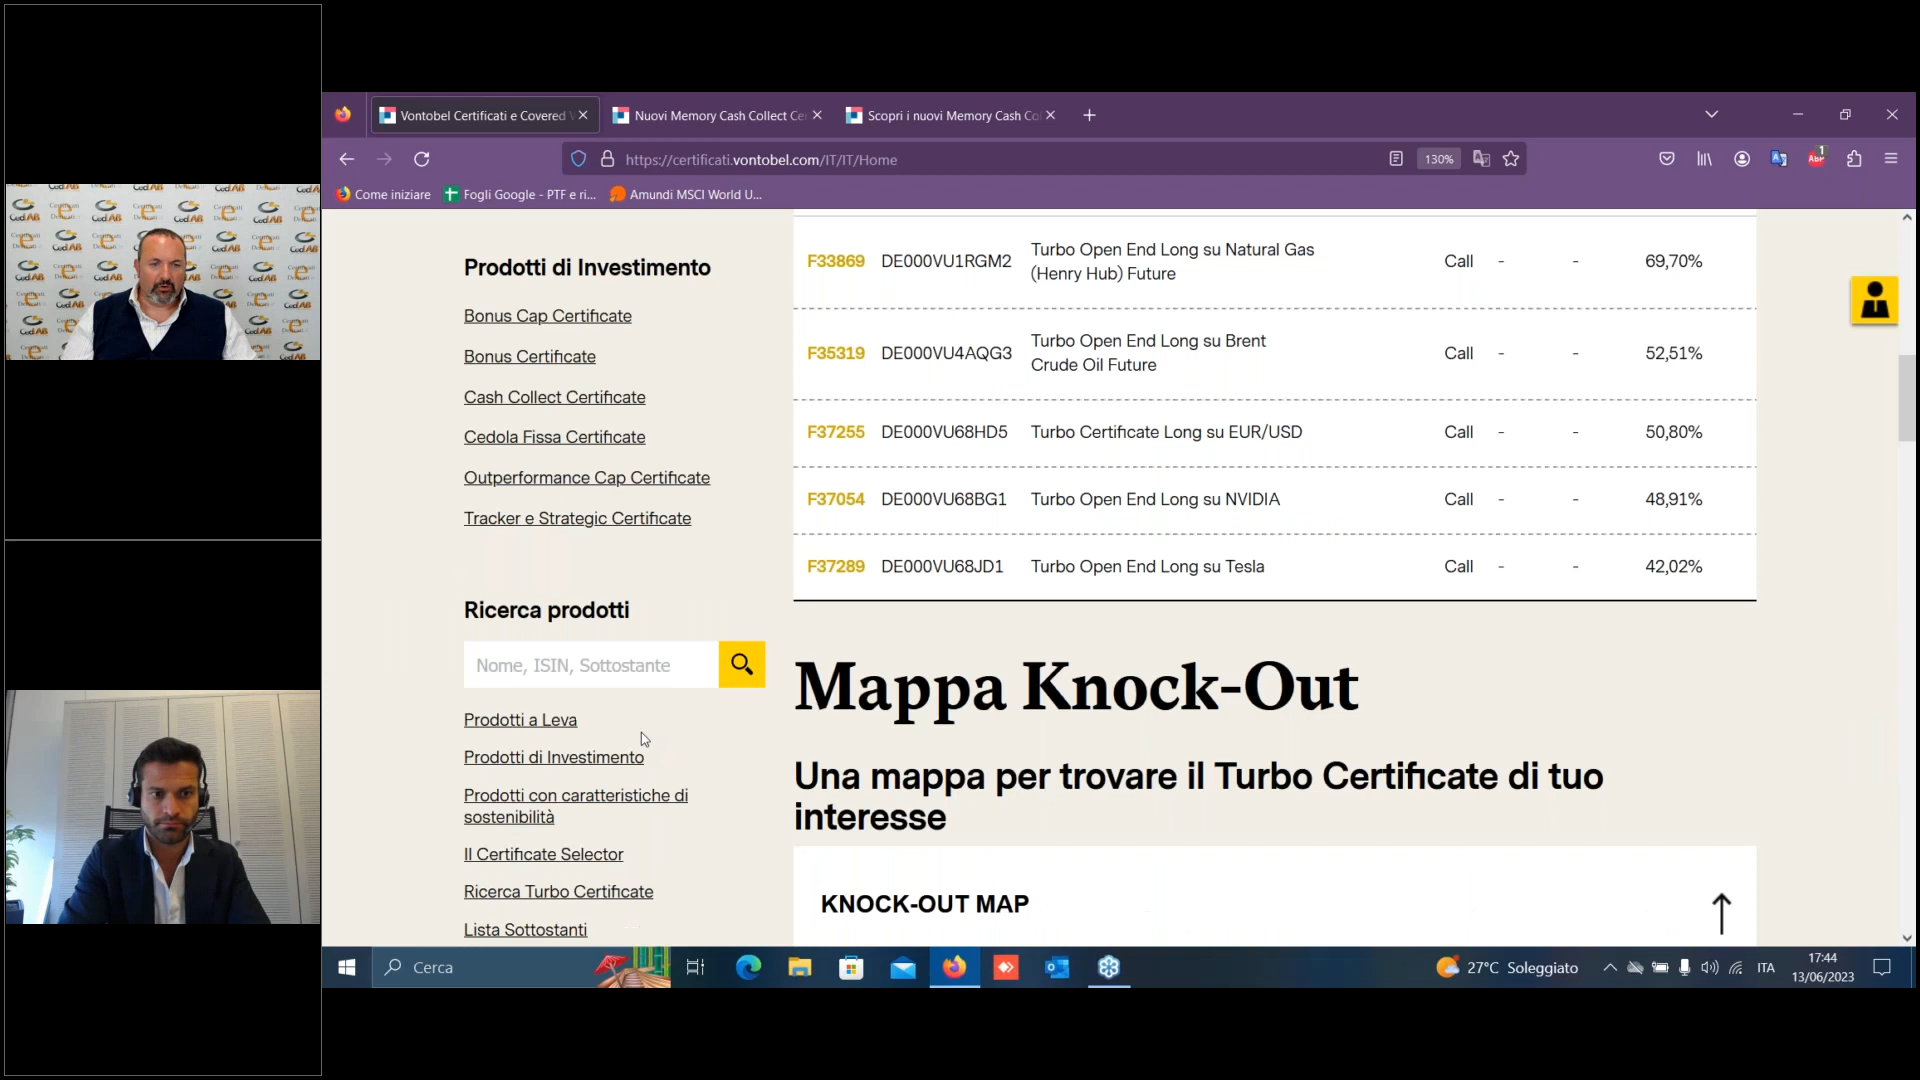 Vontobel Certificati e Covered
Nuovi Memory Cash Collect Ce
Scopri i nuovi Memory Cash Co
https://certificati.vontobel.com/IT/IT/Home
130%
ABP
1
Come iniziare
Fogli Google - PTF e ri...
Amundi MSCI World U...
Prodotti di Investimento
Bonus Cap Certificate
Bonus Certificate
Cash Collect Certificate
Cedola Fissa Certificate
Outperformance Cap Certificate
Tracker e Strategic Certificate
Ricerca prodotti
Nome, ISIN, Sottostante
Prodotti a Leva
Prodotti di Investimento
Prodotti con caratteristiche di
sostenibilità
Il Certificate Selector
Ricerca Turbo Certificate
Lista Sottostanti
F33869 DE000VU1RGM2 Turbo Open End Long su Natural Gas
(Henry Hub) Future Call - - 69,70%
F35319 DE000VU4AQG3 Turbo Open End Long su Brent
Crude Oil Future Call - - 52,51%
F37255 DE000VU68HD5 Turbo Certificate Long su EUR/USD Call - - 50,80%
F37054 DE000VU68BG1 Turbo Open End Long su NVIDIA Call - - 48,91%
F37289 DE000VU68JD1 Turbo Open End Long su Tesla Call - - 42,02%
Mappa Knock-Out
Una mappa per trovare il Turbo Certificate di tuo
interesse
KNOCK-OUT MAP
Cerca
27°C Soleggiato
ITA
17:44
13/06/2023
CedLAB